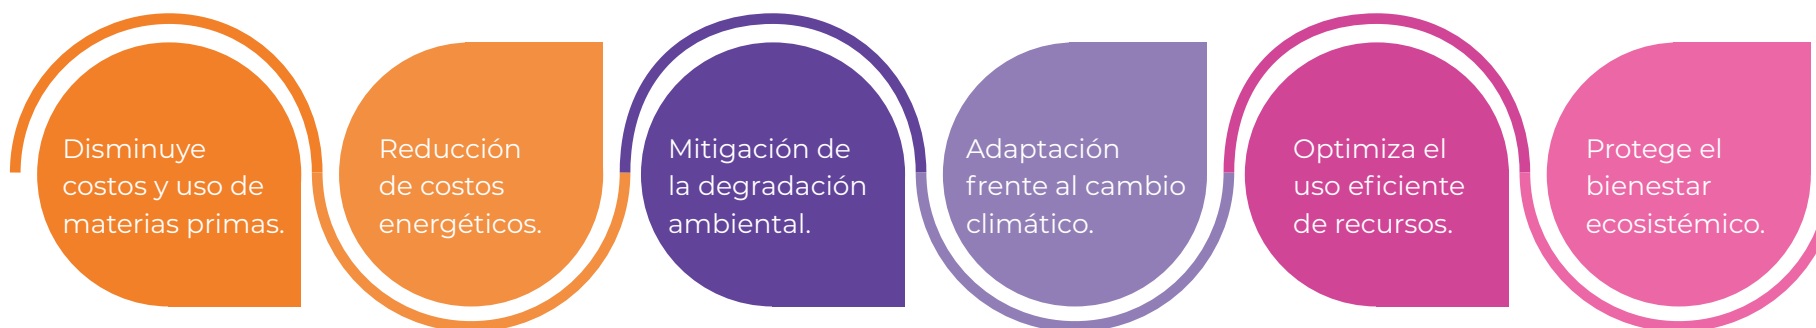 Disminuye
costos y uso de
materias primas.
Reducción
de costos
energéticos.
Mitigación de
la degradación
ambiental.
Adaptación
frente al cambio
climático.
Optimiza el
uso eficiente
de recursos.
Protege el
bienestar
ecosistémico.